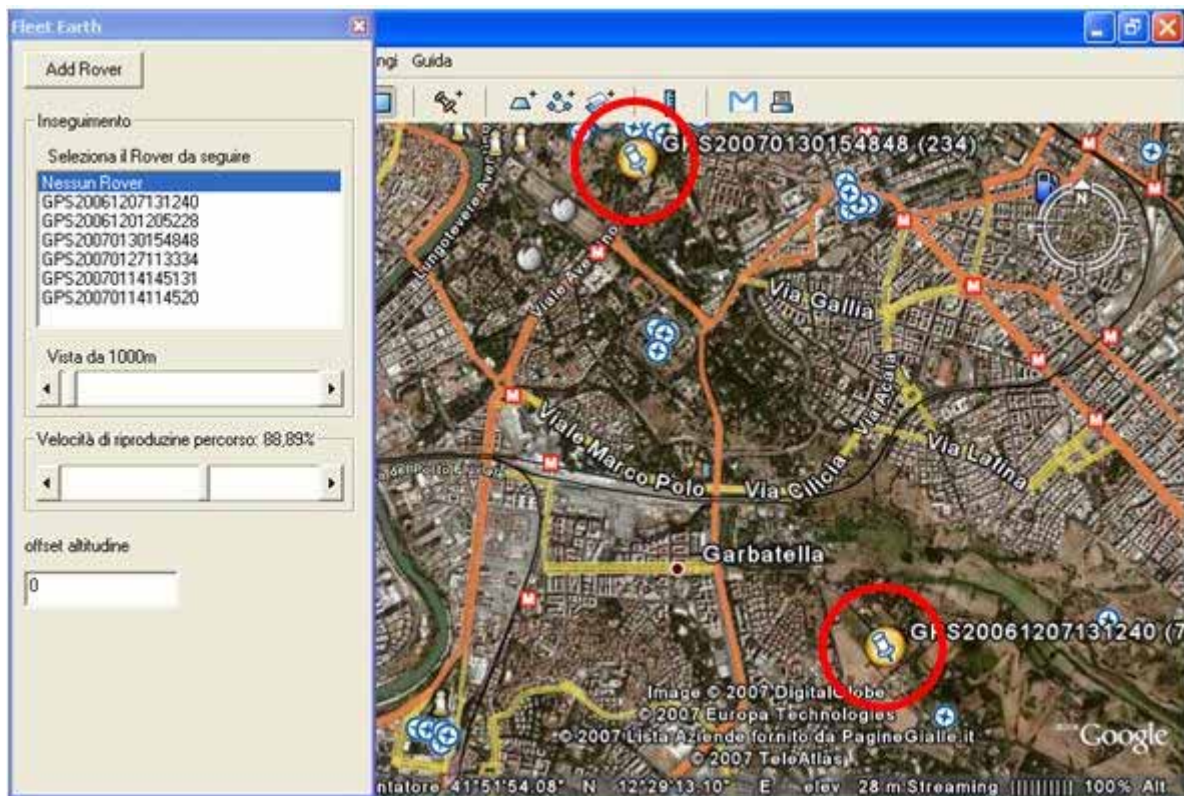 Fleet Earth
Add Rover
Inseguimento
Seleziona il Rover da seguire
Nessun Rover
GPS20061207131240
GPS20061201205228
GPS20070130154848
GPS20070127113334
GPS20070114145131
GPS20070114114520
Vista da 1000m
Velocità di riproduzine percorso: 88,89%
offset altitudine
0
ngi Guida
GPS20070130154848 (234)
N
Lungotevere Aventino
Viale Aventino
Via Gallia
Via Acaia
Via Latina
Viale Marco Polo
Via Cilicia
Garbatella
GPS20061207131240 (7
Image © 2007 DigitalGlobe
© 2007 Europa Technologies
© 2007 Lista Aziende fornito da PagineGialle.it
© 2007 TeleAtlas
Google
ntatore 41°51'54.08" N 12°29'13.10" E elev 28 m Streaming |||||||||| 100% Alt
M
M
M
M
M
M
M
M
M